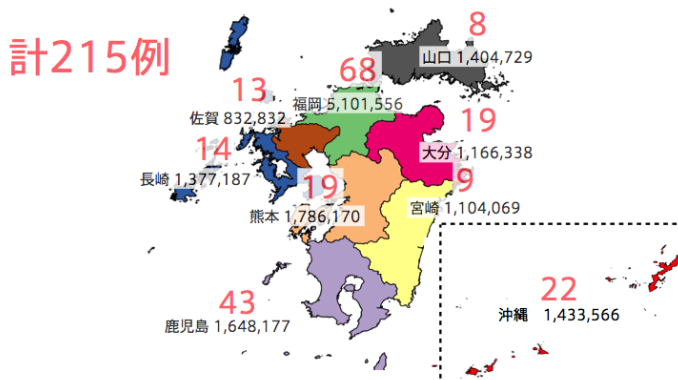 計215例
8
山口 1,404,729
68
福岡 5,101,556
13
佐賀 832,832
19
大分 1,166,338
14
長崎 1,377,187
19
熊本 1,786,170
9
宮崎 1,104,069
43
鹿児島 1,648,177
22
沖縄 1,433,566